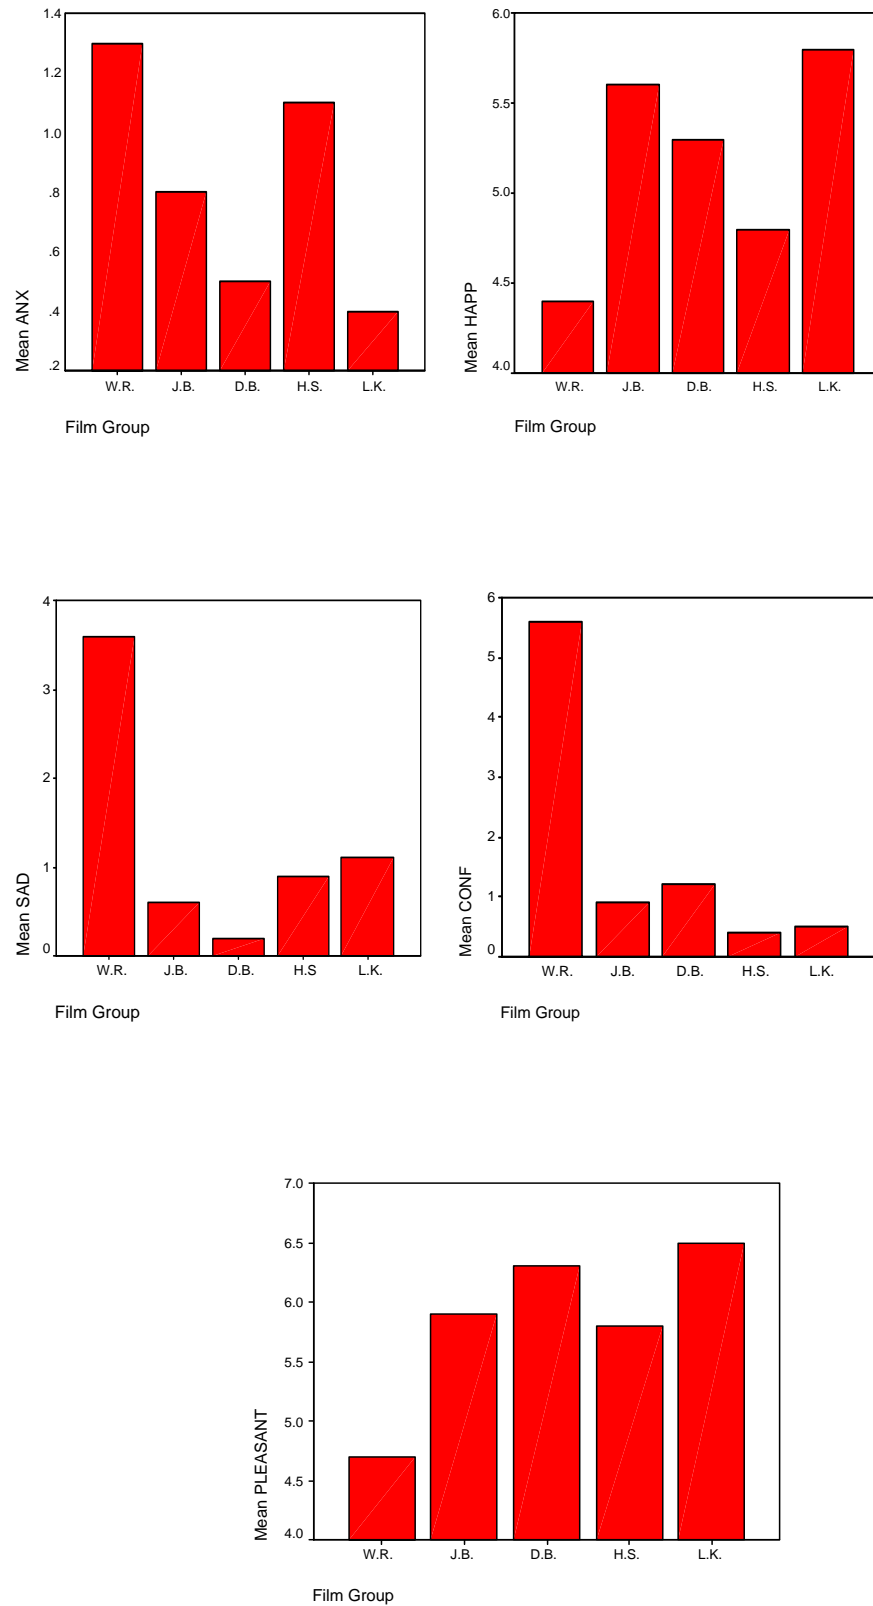 1.4
1.2
1.0
.8
.6
.4
.2
Mean ANX
W.R. J.B. D.B. H.S. L.K.
Film Group
6.0
5.5
5.0
4.5
4.0
Mean HAPP
W.R. J.B. D.B. H.S. L.K.
Film Group
4
3
2
1
0
Mean SAD
W.R. J.B. D.B. H.S L.K.
Film Group
6
5
4
3
2
1
0
Mean CONF
W.R. J.B. D.B. H.S. L.K.
Film Group
7.0
6.5
6.0
5.5
5.0
4.5
4.0
Mean PLEASANT
W.R. J.B. D.B. H.S. L.K.
Film Group